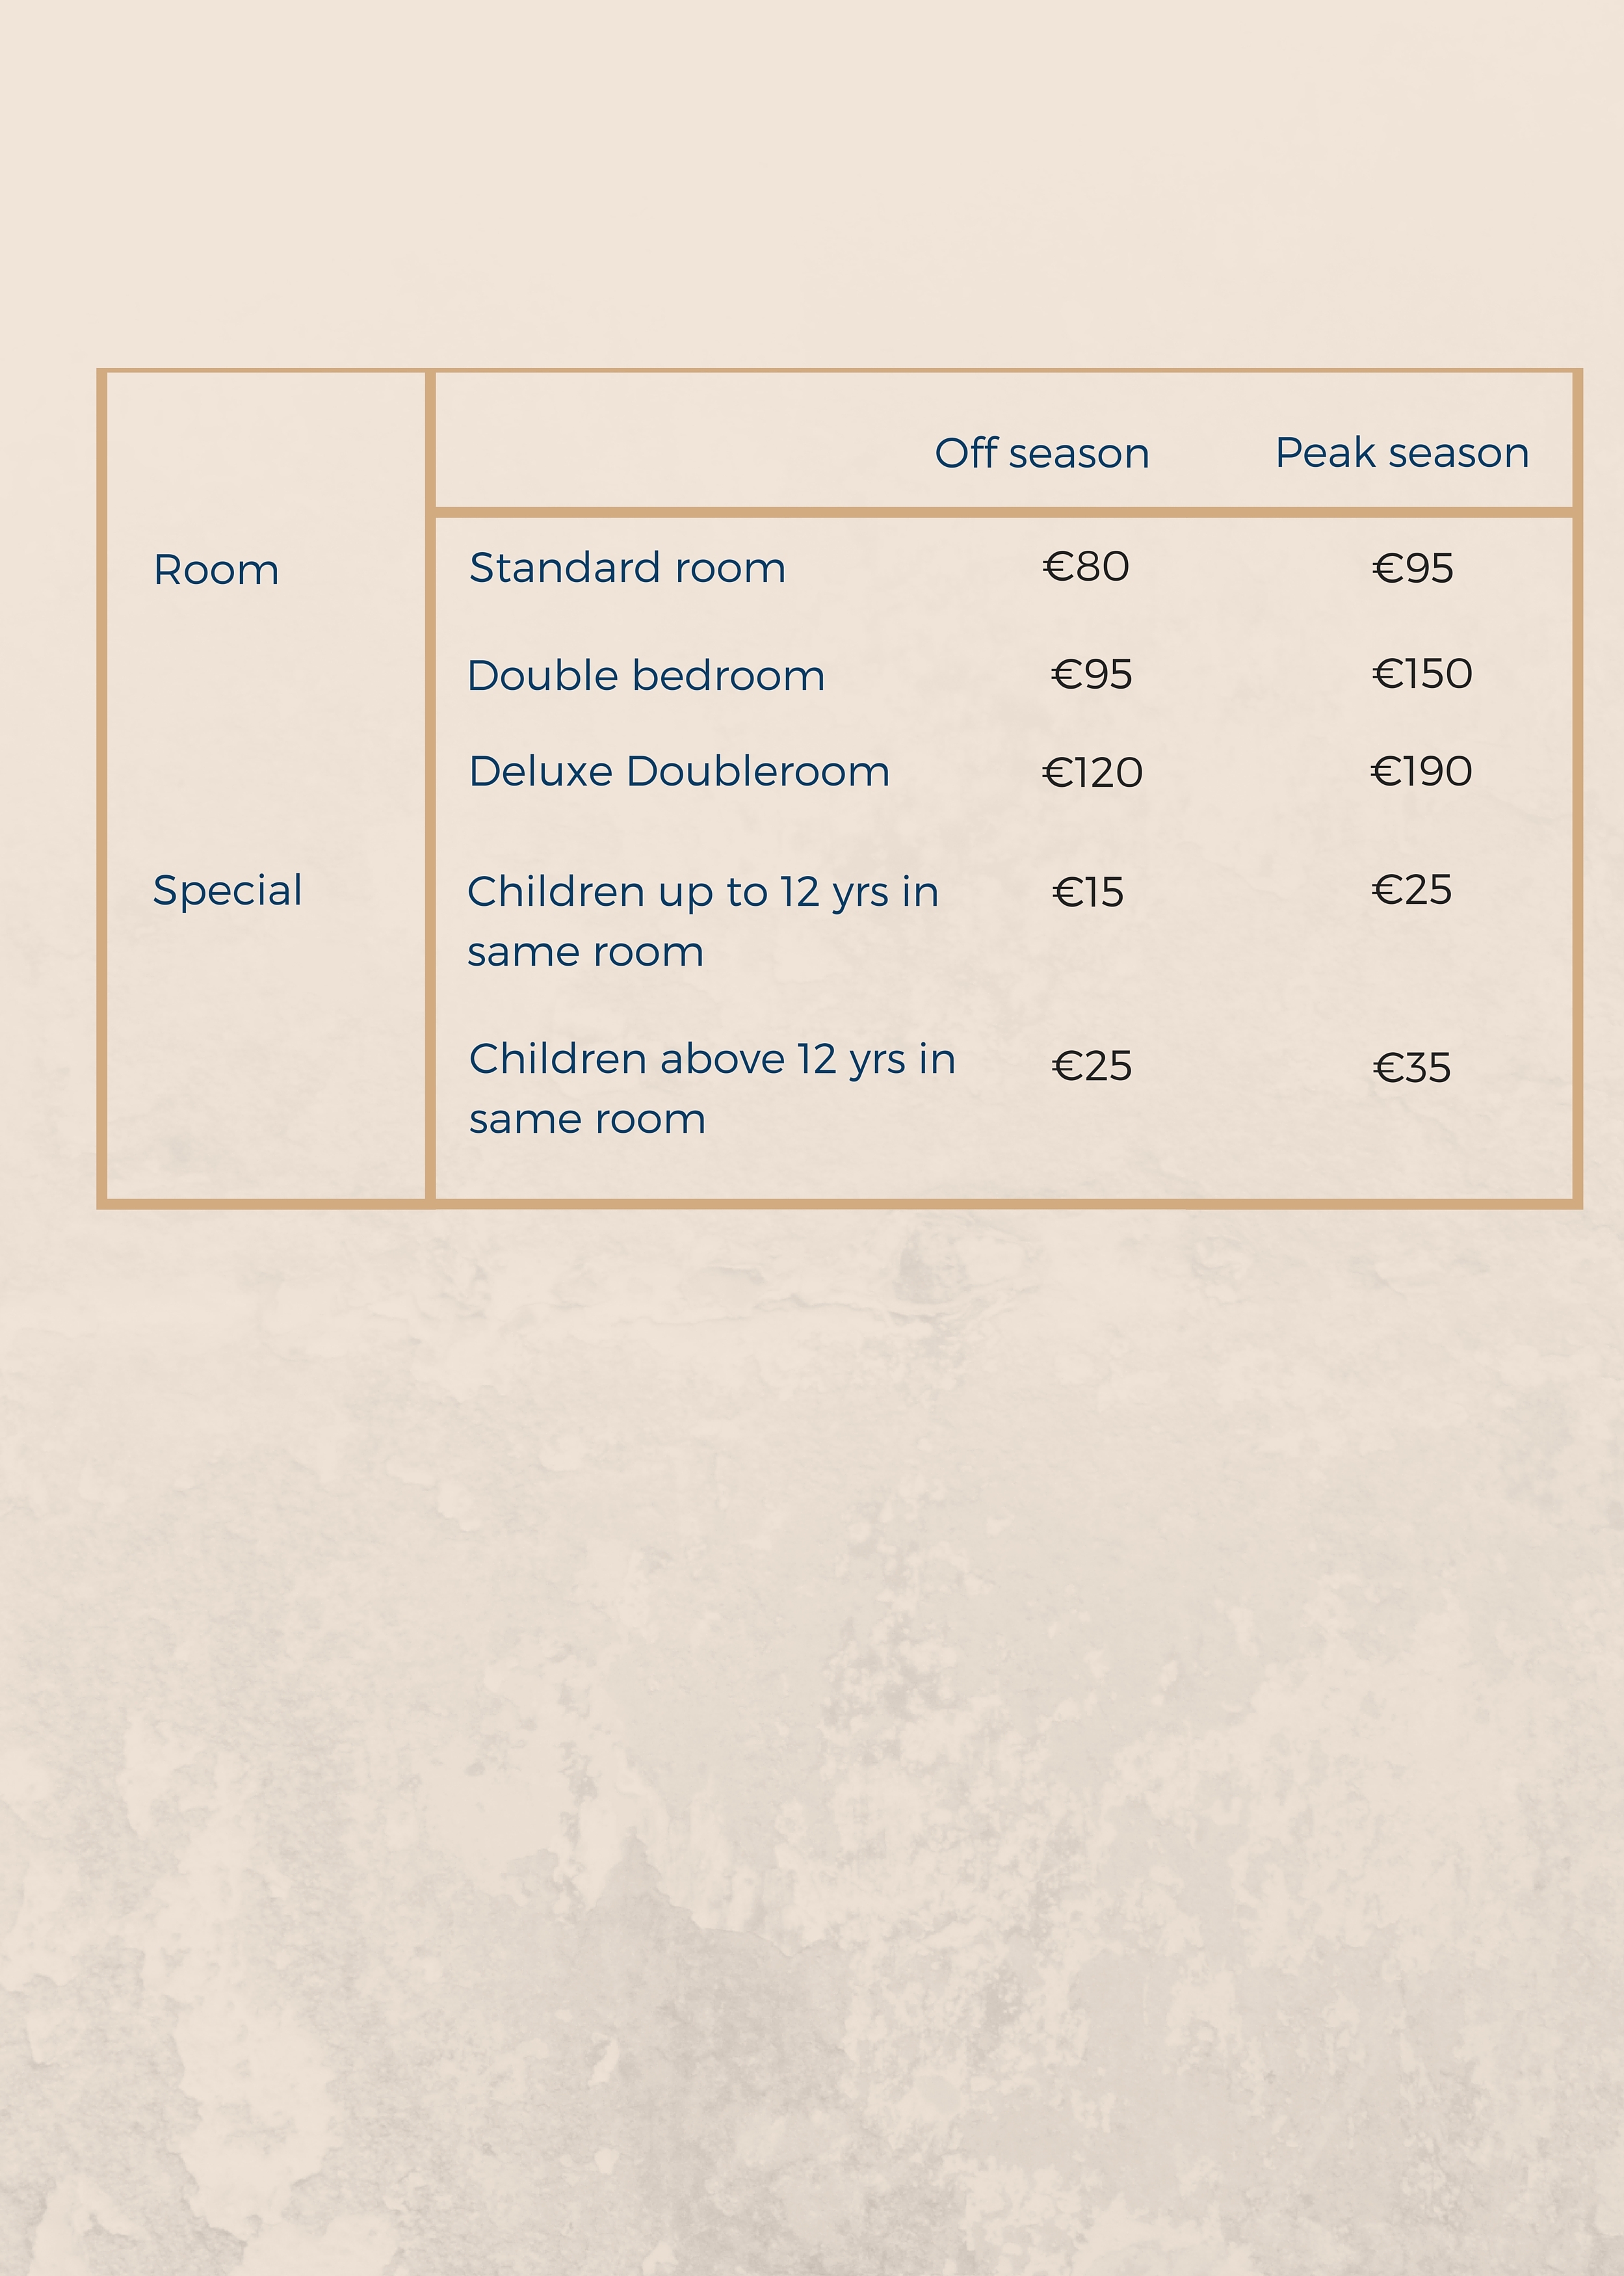 Off season Peak season
Room Standard room €80 €95
Double bedroom €95 €150
Deluxe Doubleroom €120 €190
Special Children up to 12 yrs in €15 €25
same room
Children above 12 yrs in €25 €35
same room